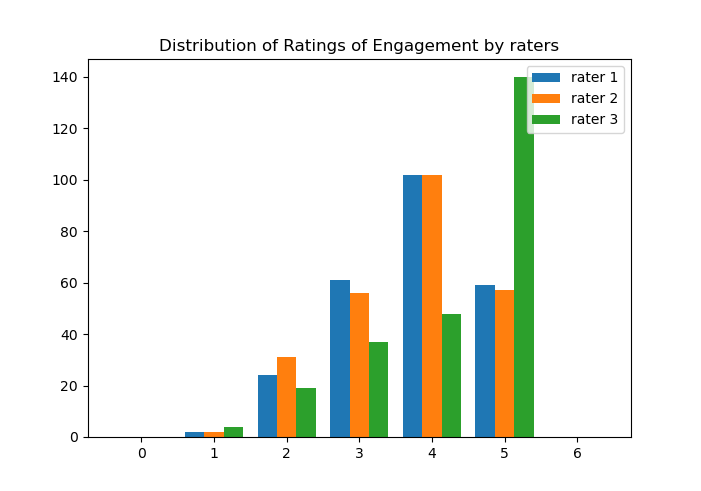 Distribution of Ratings of Engagement by raters
140
120
100
80
60
40
20
0
rater 1
rater 2
rater 3
0 1 2 3 4 5 6